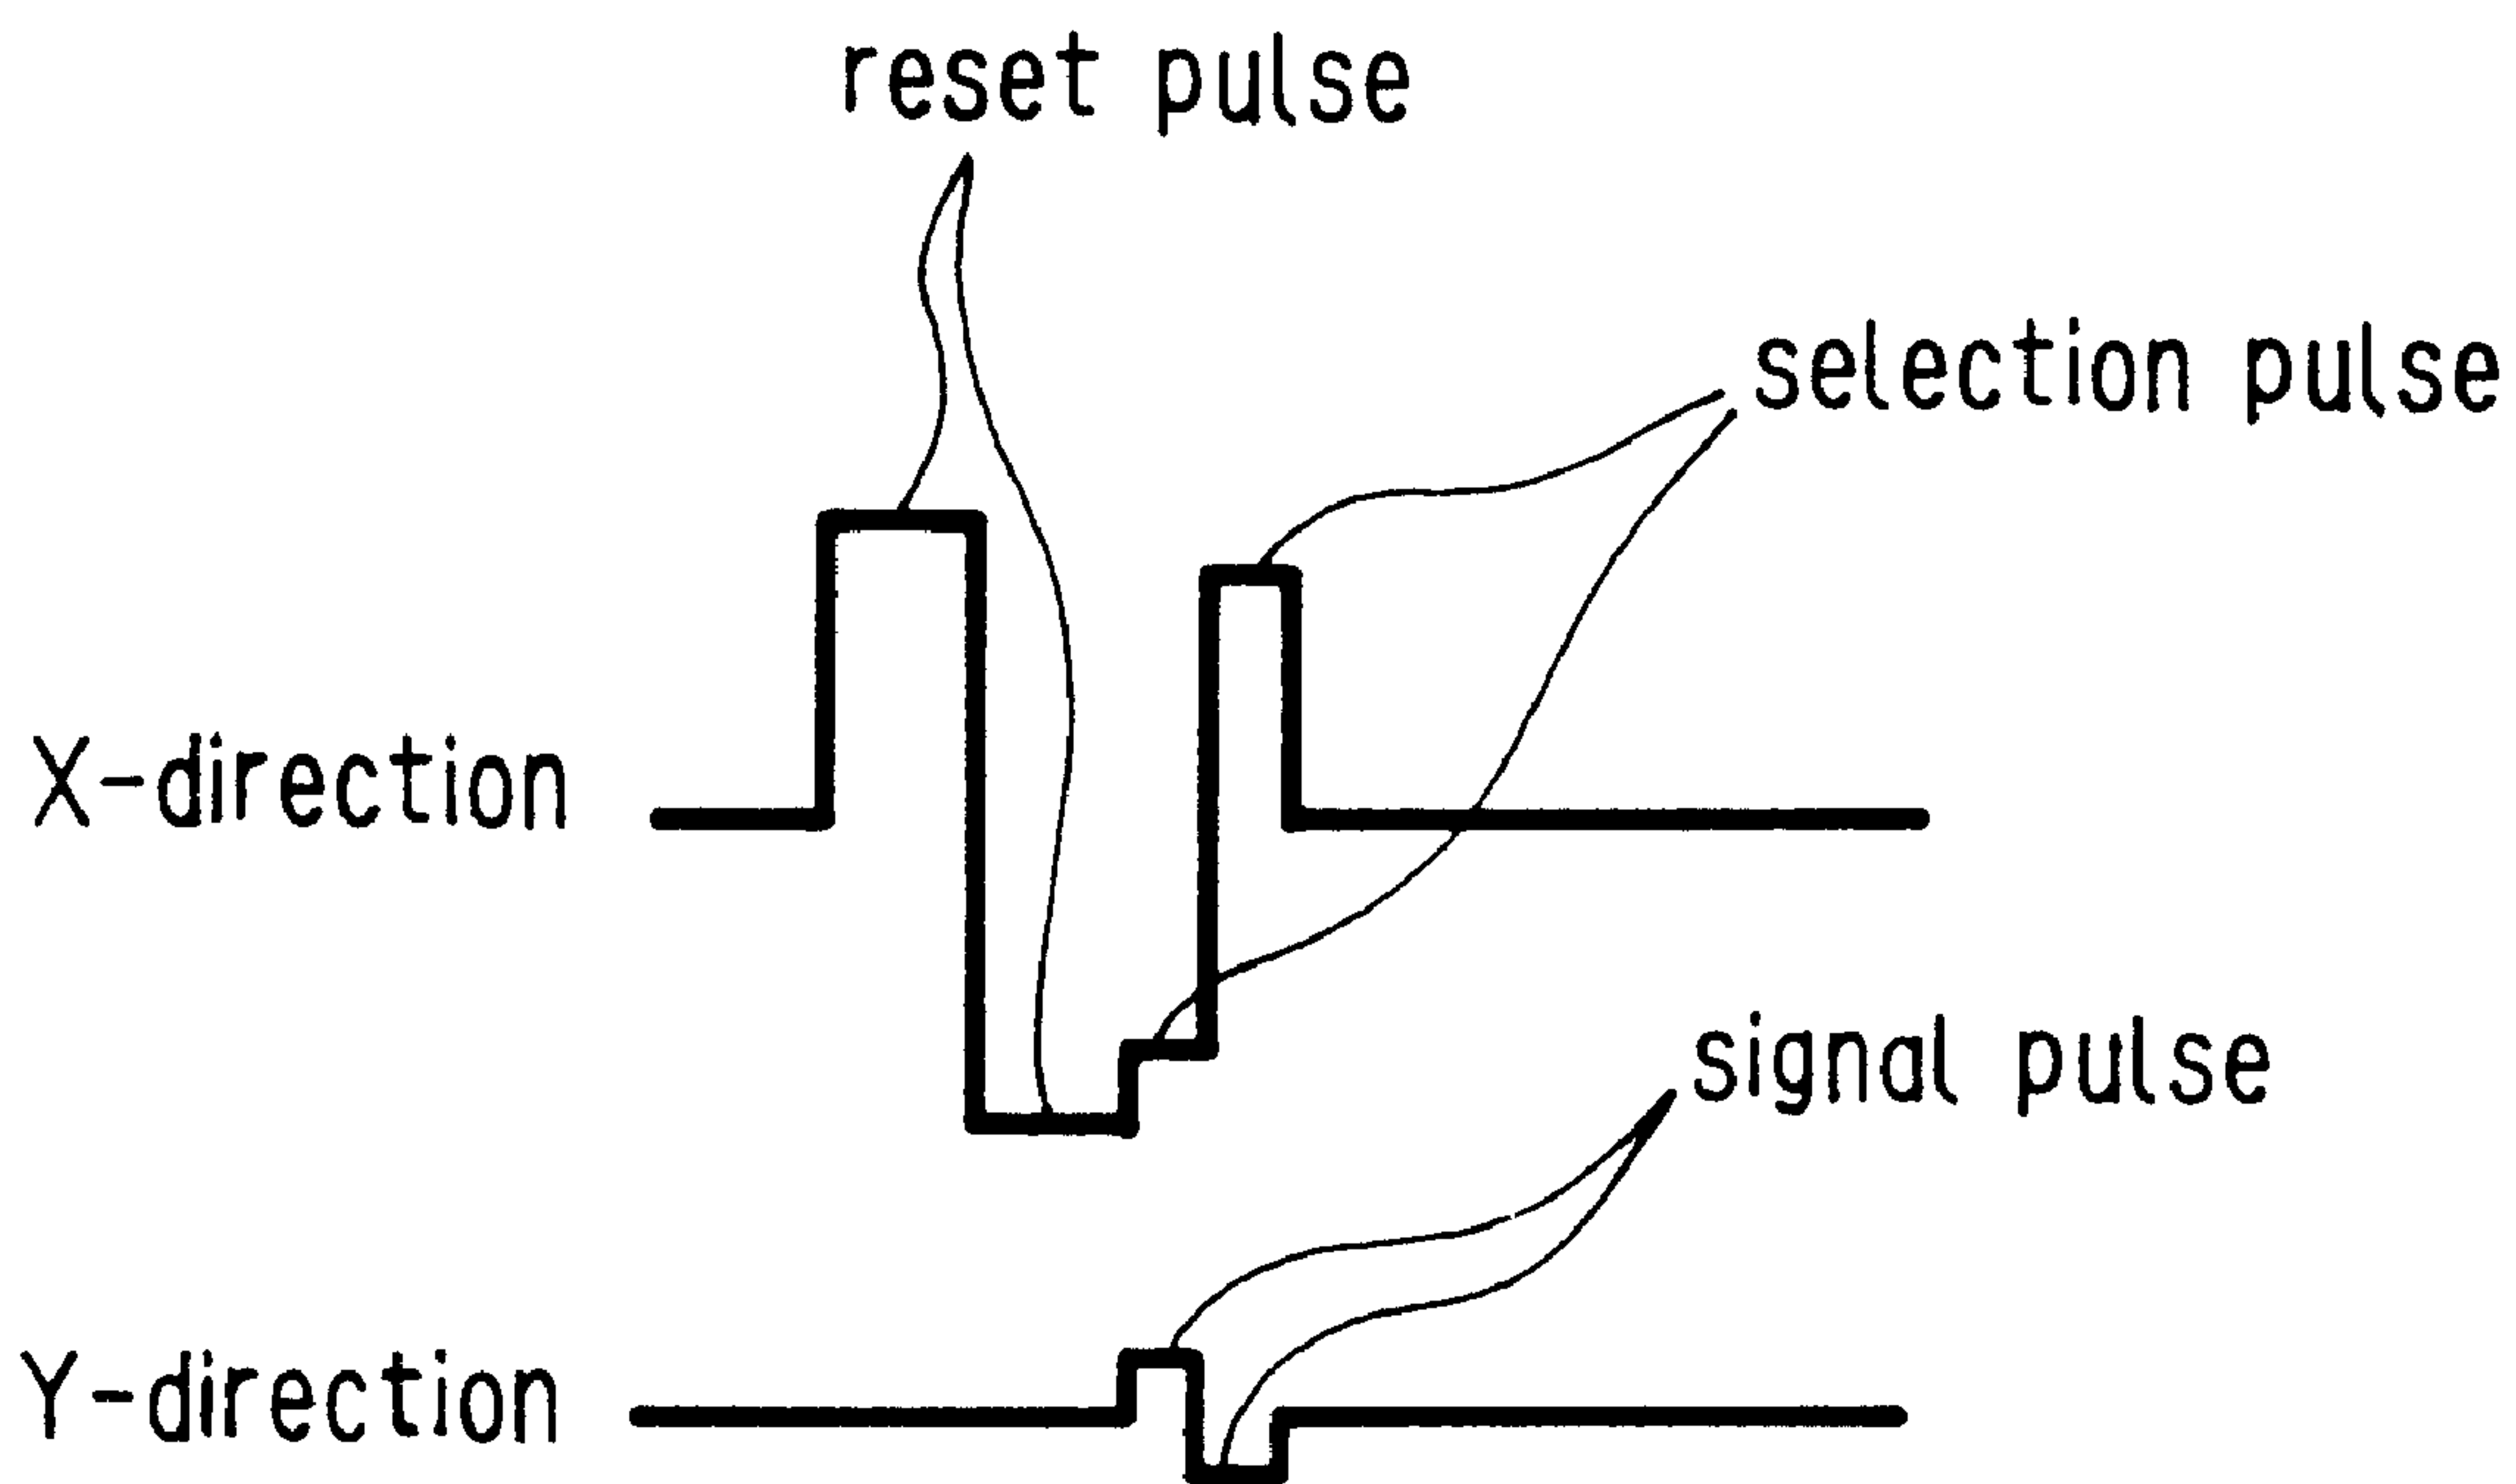 reset pulse
selection pulse
X-direction
signal pulse
Y-direction